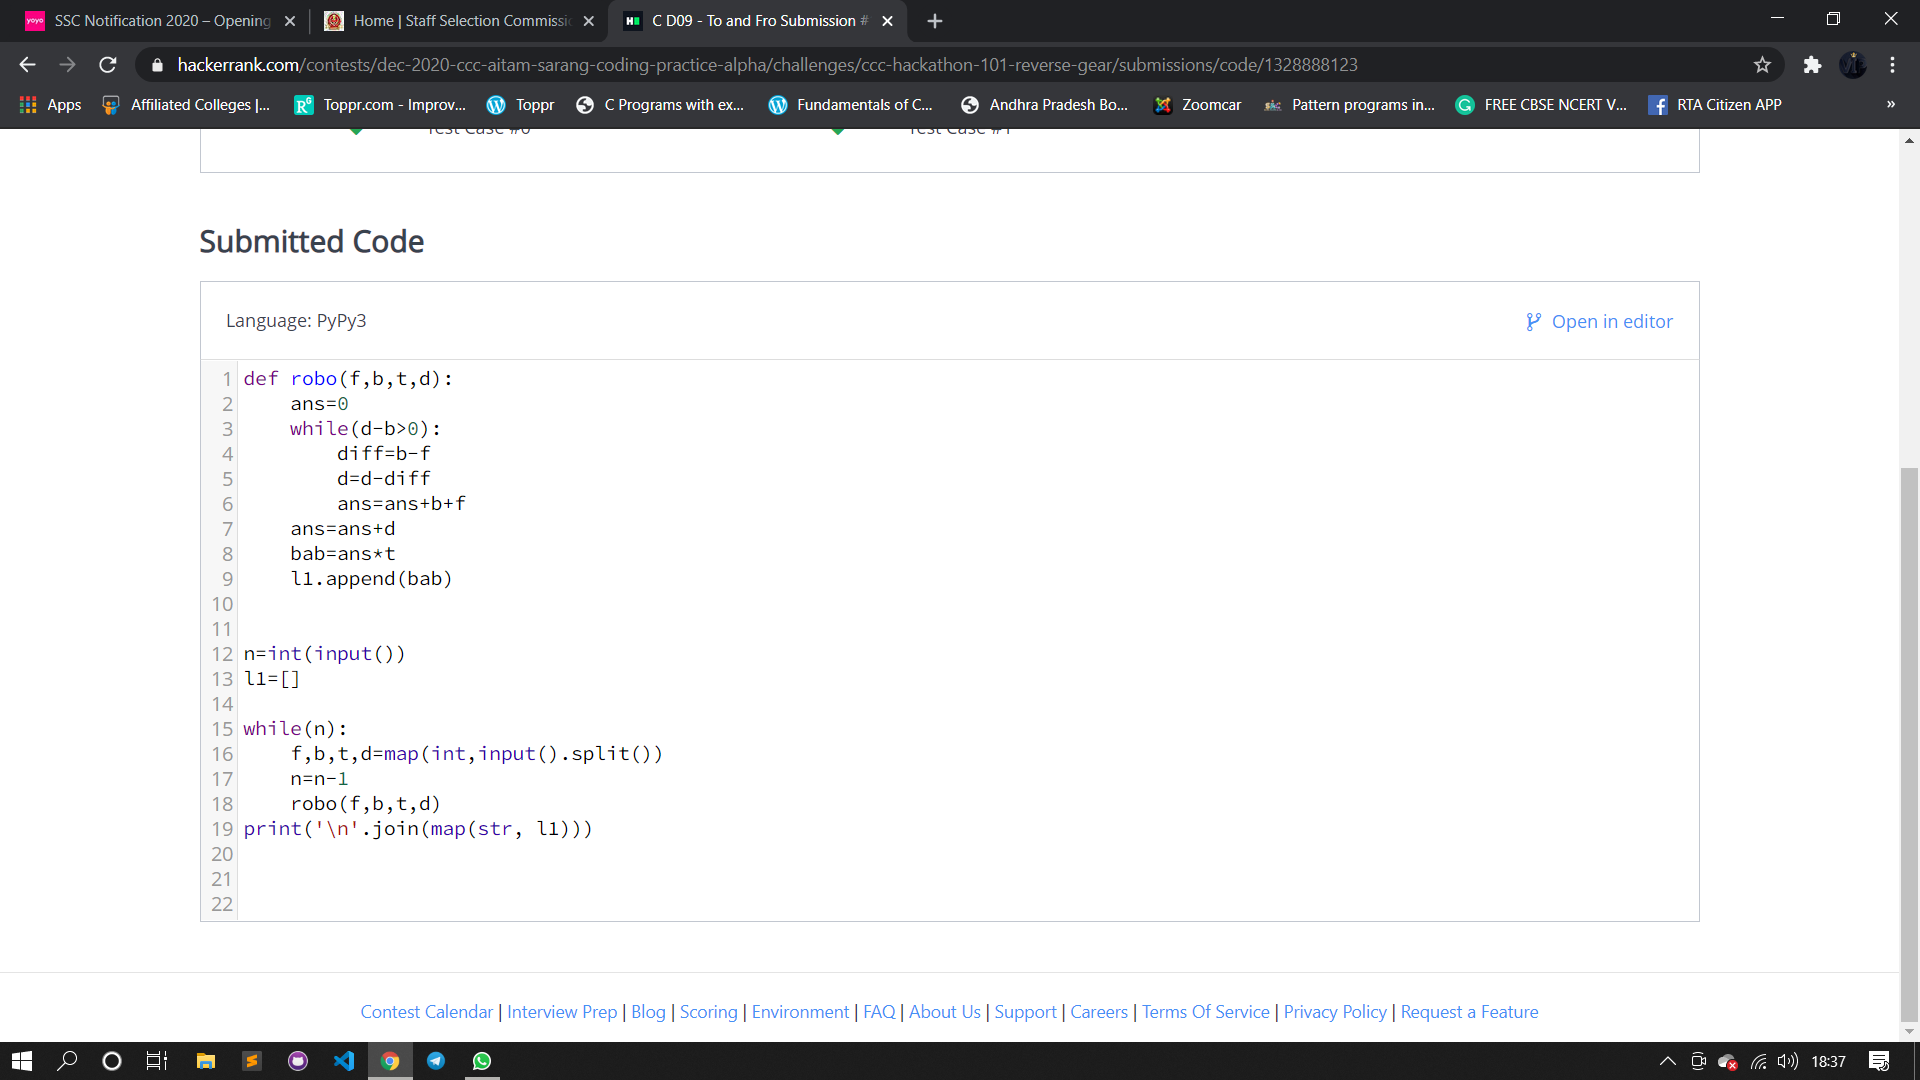 SSC Notification 2020 – Opening
Home | Staff Selection Commissio
C D09 - To and Fro Submission #
hackerrank.com/contests/dec-2020-ccc-aitam-sarang-coding-practice-alpha/challenges/ccc-hackathon-101-reverse-gear/submissions/code/1328888123
Apps Affiliated Colleges |... Toppr.com - Improv... Toppr C Programs with ex... Fundamentals of C... Andhra Pradesh Bo... Zoomcar Pattern programs in... FREE CBSE NCERT V... RTA Citizen APP »
Test Case #0 Test Case #1
Submitted Code
Language: PyPy3 Open in editor
1 def robo(f,b,t,d):
2 ans=0
3 while(d-b>0):
4 diff=b-f
5 d=d-diff
6 ans=ans+b+f
7 ans=ans+d
8 bab=ans*t
9 l1.append(bab)
10
11
12 n=int(input())
13 l1=[]
14
15 while(n):
16 f,b,t,d=map(int,input().split())
17 n=n-1
18 robo(f,b,t,d)
19 print('\n'.join(map(str, l1)))
20
21
22
Contest Calendar | Interview Prep | Blog | Scoring | Environment | FAQ | About Us | Support | Careers | Terms Of Service | Privacy Policy | Request a Feature
18:37